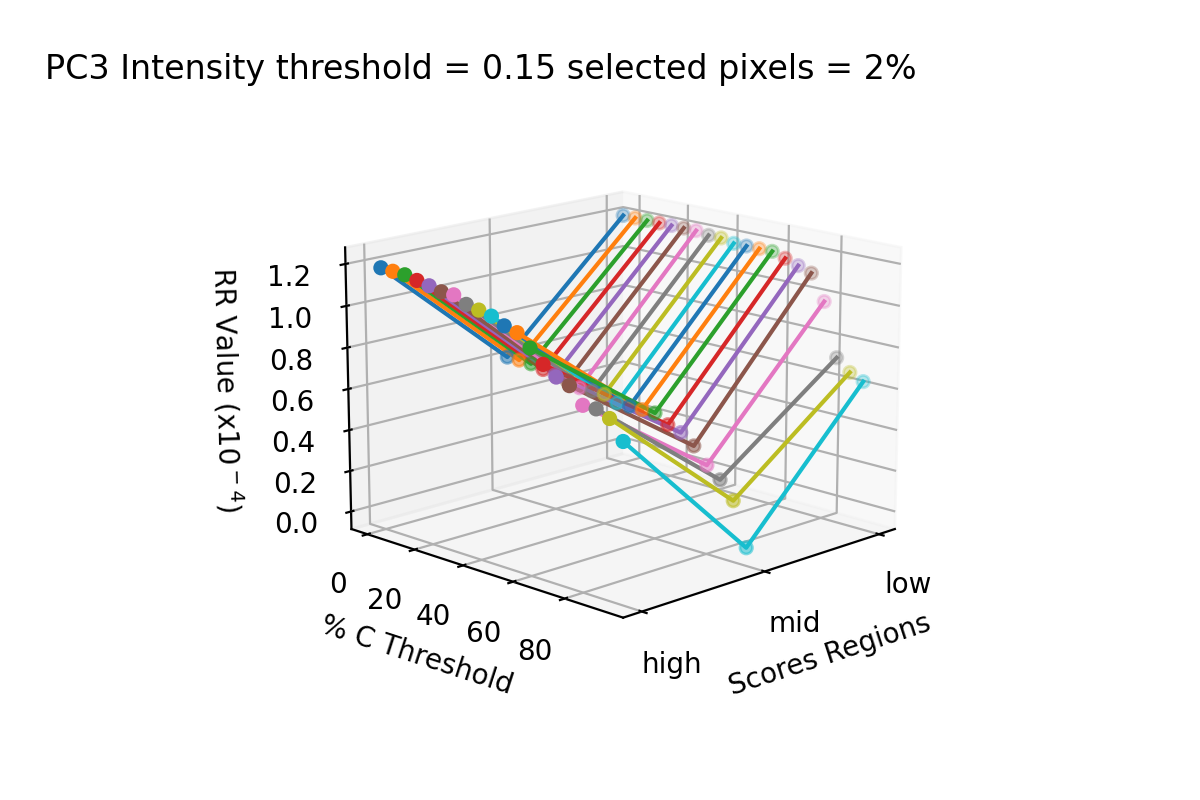 PC3 Intensity threshold = 0.15 selected pixels = 2%
RR Value (x10⁻⁴)
1.2
1.0
0.8
0.6
0.4
0.2
0.0
0
20
40
60
80
% C Threshold
high
mid
low
Scores Regions